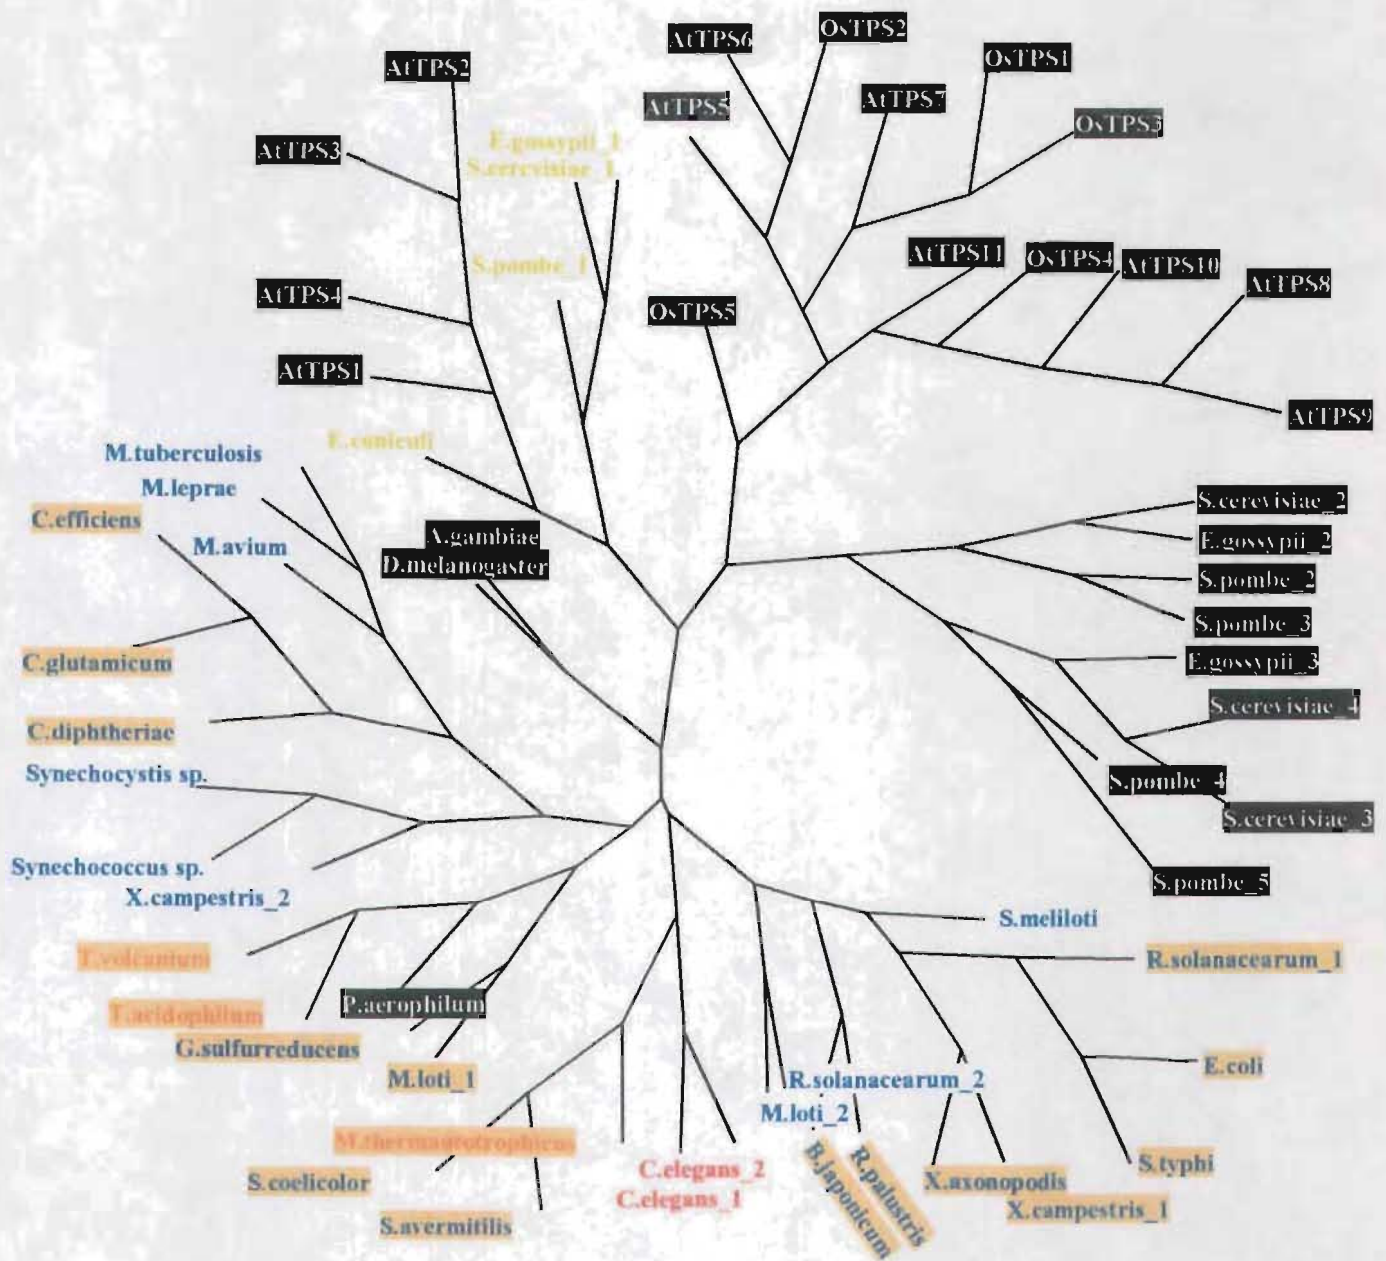 AtTPS6
OsTPS2
OsTPS1
AtTPS2
AtTPS5
AtTPS7
OsTPS3
AtTPS3
E.gossypii_1
S.cerevisiae_1
S.pombe_1
AtTPS11
OsTPS4
AtTPS10
AtTPS8
AtTPS4
OsTPS5
AtTPS1
AtTPS9
E.cuniculi
M.tuberculosis
M.leprae
C.efficiens
M.avium
A.gambiae
D.melanogaster
S.cerevisiae_2
E.gossypii_2
S.pombe_2
S.pombe_3
E.gossypii_3
C.glutamicum
S.cerevisiae_4
C.diphtheriae
Synechocystis sp.
S.pombe_4
S.cerevisiae_3
Synechococcus sp.
X.campestris_2
S.pombe_5
S.meliloti
T.volcanium
R.solanacearum_1
T.acidophilum
P.aerophilum
G.sulfurreducens
M.loti_1
R.solanacearum_2
E.coli
M.loti_2
M.thermautotrophicus
B.japonicum
R.palustris
S.typhi
S.coelicolor
C.elegans_2
C.elegans_1
X.axonopodis
X.campestris_1
S.avermitilis